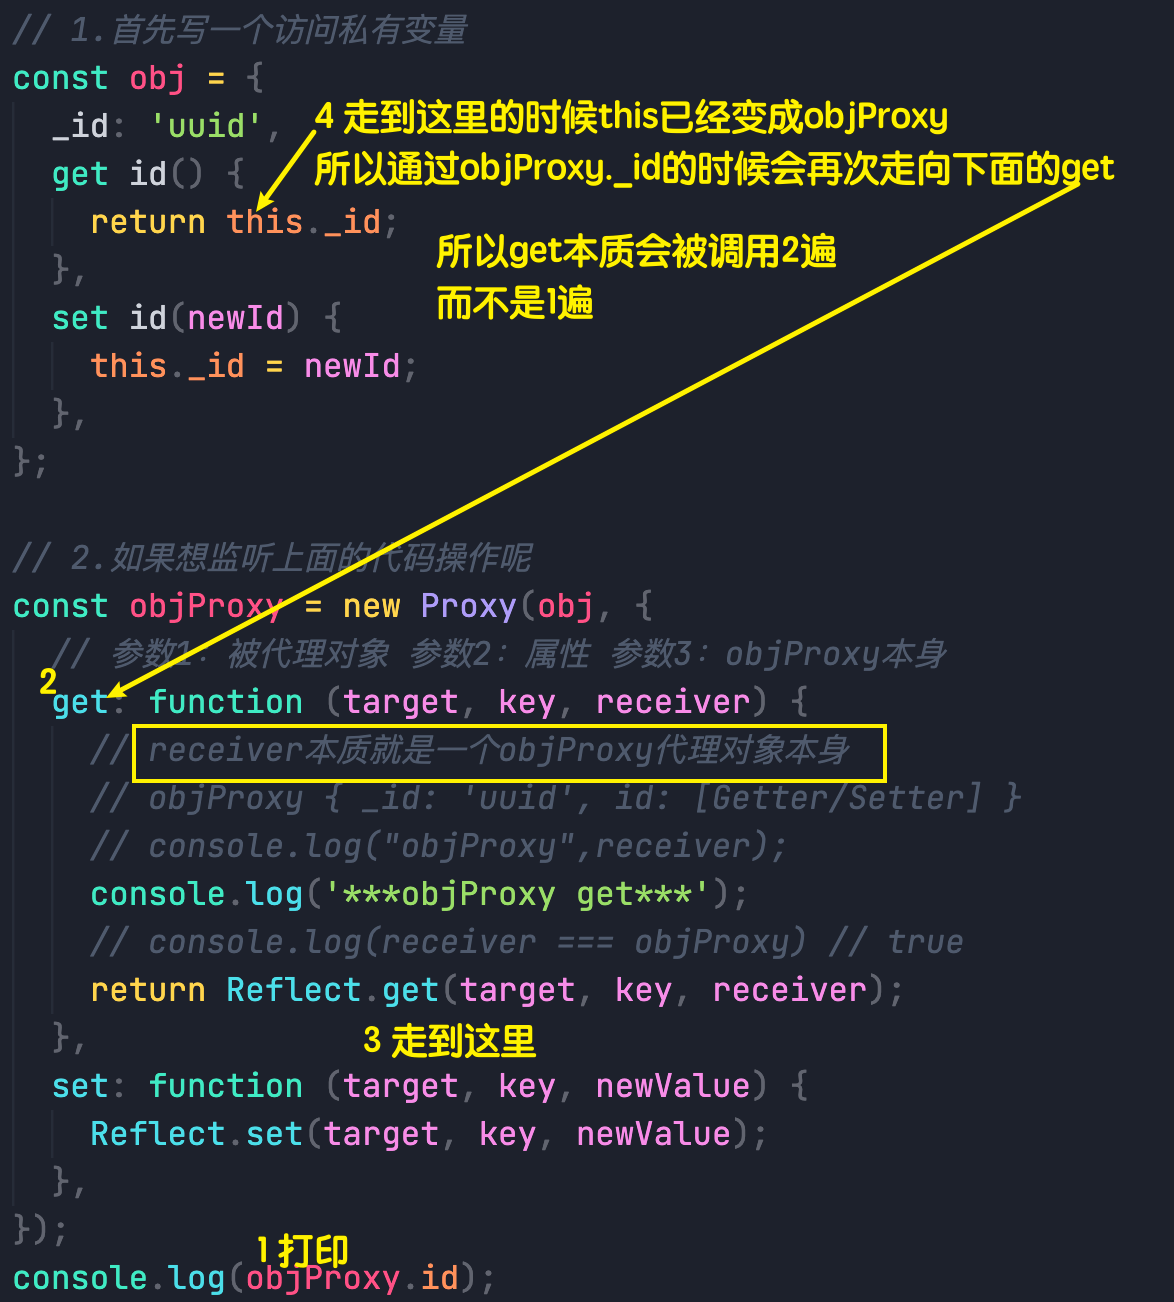 // 1.首先写一个访问私有变量
const obj = {
_id: 'uuid',
4 走到这里的时候this已经变成objProxy
所以通过objProxy._id的时候会再次走向下面的get
get id() {
return this._id;
所以get本质会被调用2遍
而不是1遍
},
set id(newId) {
this._id = newId;
},
};
// 2.如果想监听上面的代码操作呢
const objProxy = new Proxy(obj, {
// 参数1: 被代理对象 参数2: 属性 参数3: objProxy本身
2
get: function (target, key, receiver) {
// receiver本质就是一个objProxy代理对象本身
// objProxy { _id: 'uuid', id: [Getter/Setter] }
// console.log("objProxy",receiver);
console.log('***objProxy get***');
// console.log(receiver === objProxy) // true
return Reflect.get(target, key, receiver);
},
3 走到这里
set: function (target, key, newValue) {
Reflect.set(target, key, newValue);
},
});
1 打印
console.log(objProxy.id);